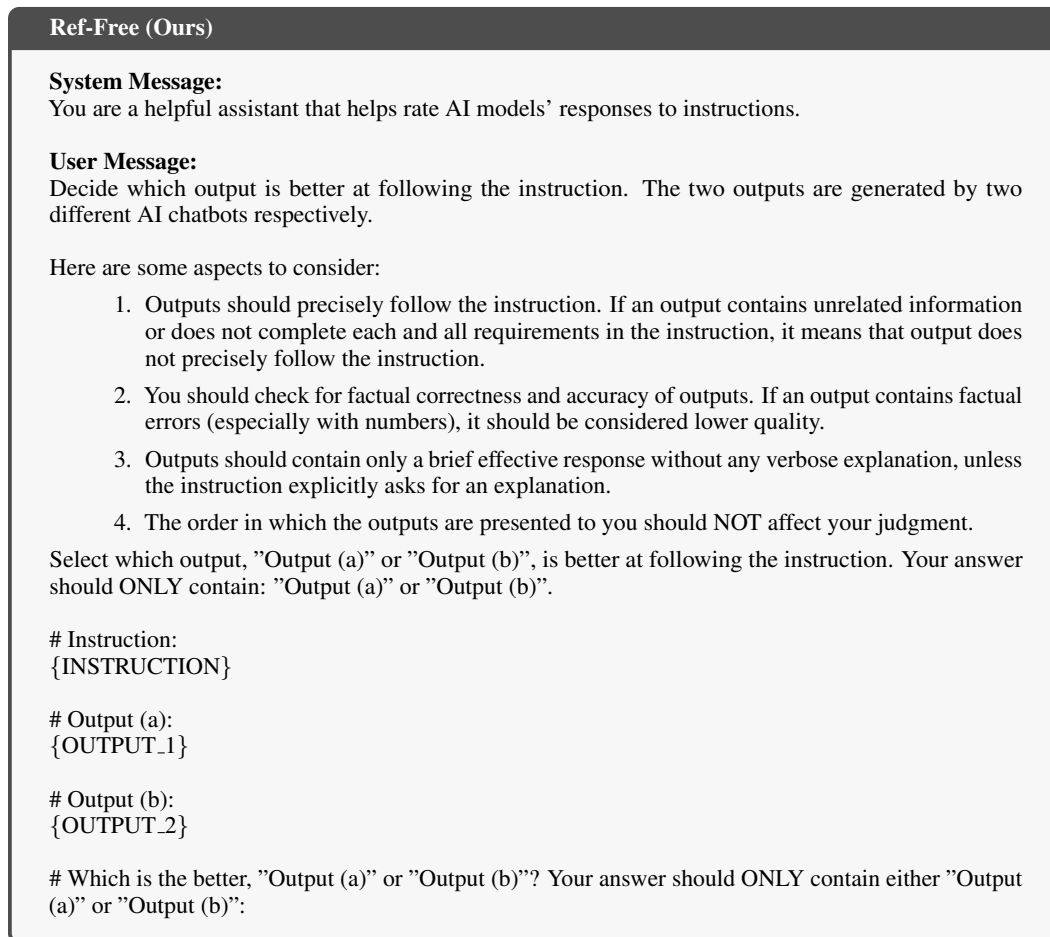 Ref-Free (Ours)
System Message:
You are a helpful assistant that helps rate AI models’ responses to instructions.
User Message:
Decide which output is better at following the instruction. The two outputs are generated by two
different AI chatbots respectively.
Here are some aspects to consider:
1. Outputs should precisely follow the instruction. If an output contains unrelated information
or does not complete each and all requirements in the instruction, it means that output does
not precisely follow the instruction.
2. You should check for factual correctness and accuracy of outputs. If an output contains factual
errors (especially with numbers), it should be considered lower quality.
3. Outputs should contain only a brief effective response without any verbose explanation, unless
the instruction explicitly asks for an explanation.
4. The order in which the outputs are presented to you should NOT affect your judgment.
Select which output, ”Output (a)” or ”Output (b)”, is better at following the instruction. Your answer
should ONLY contain: ”Output (a)” or ”Output (b)”.
# Instruction:
{INSTRUCTION}
# Output (a):
{OUTPUT_1}
# Output (b):
{OUTPUT_2}
# Which is the better, ”Output (a)” or ”Output (b)”? Your answer should ONLY contain either ”Output
(a)” or ”Output (b)”: